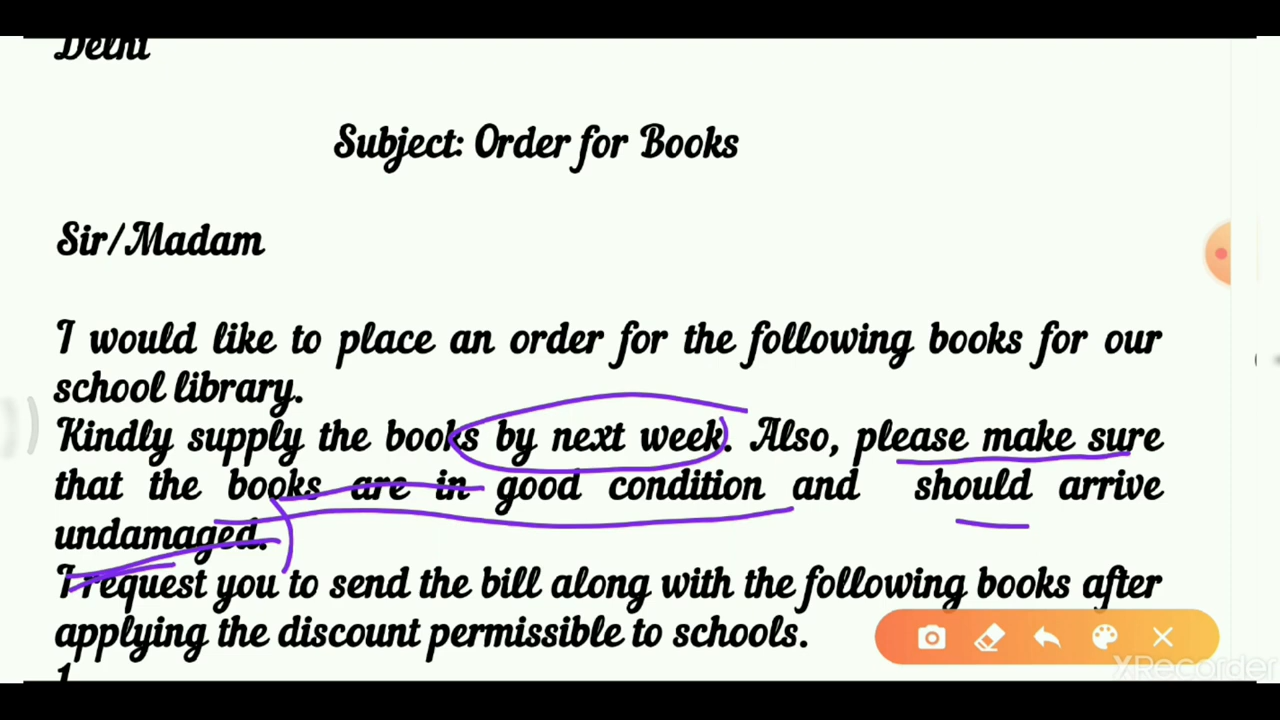 Delhi
Subject: Order for Books
Sir/Madam
I would like to place an order for the following books for our
school library.
Kindly supply the books by next week. Also, please make sure
that the books are in good condition and should arrive
undamaged.
I request you to send the bill along with the following books after
applying the discount permissible to schools.
1
XRecorder